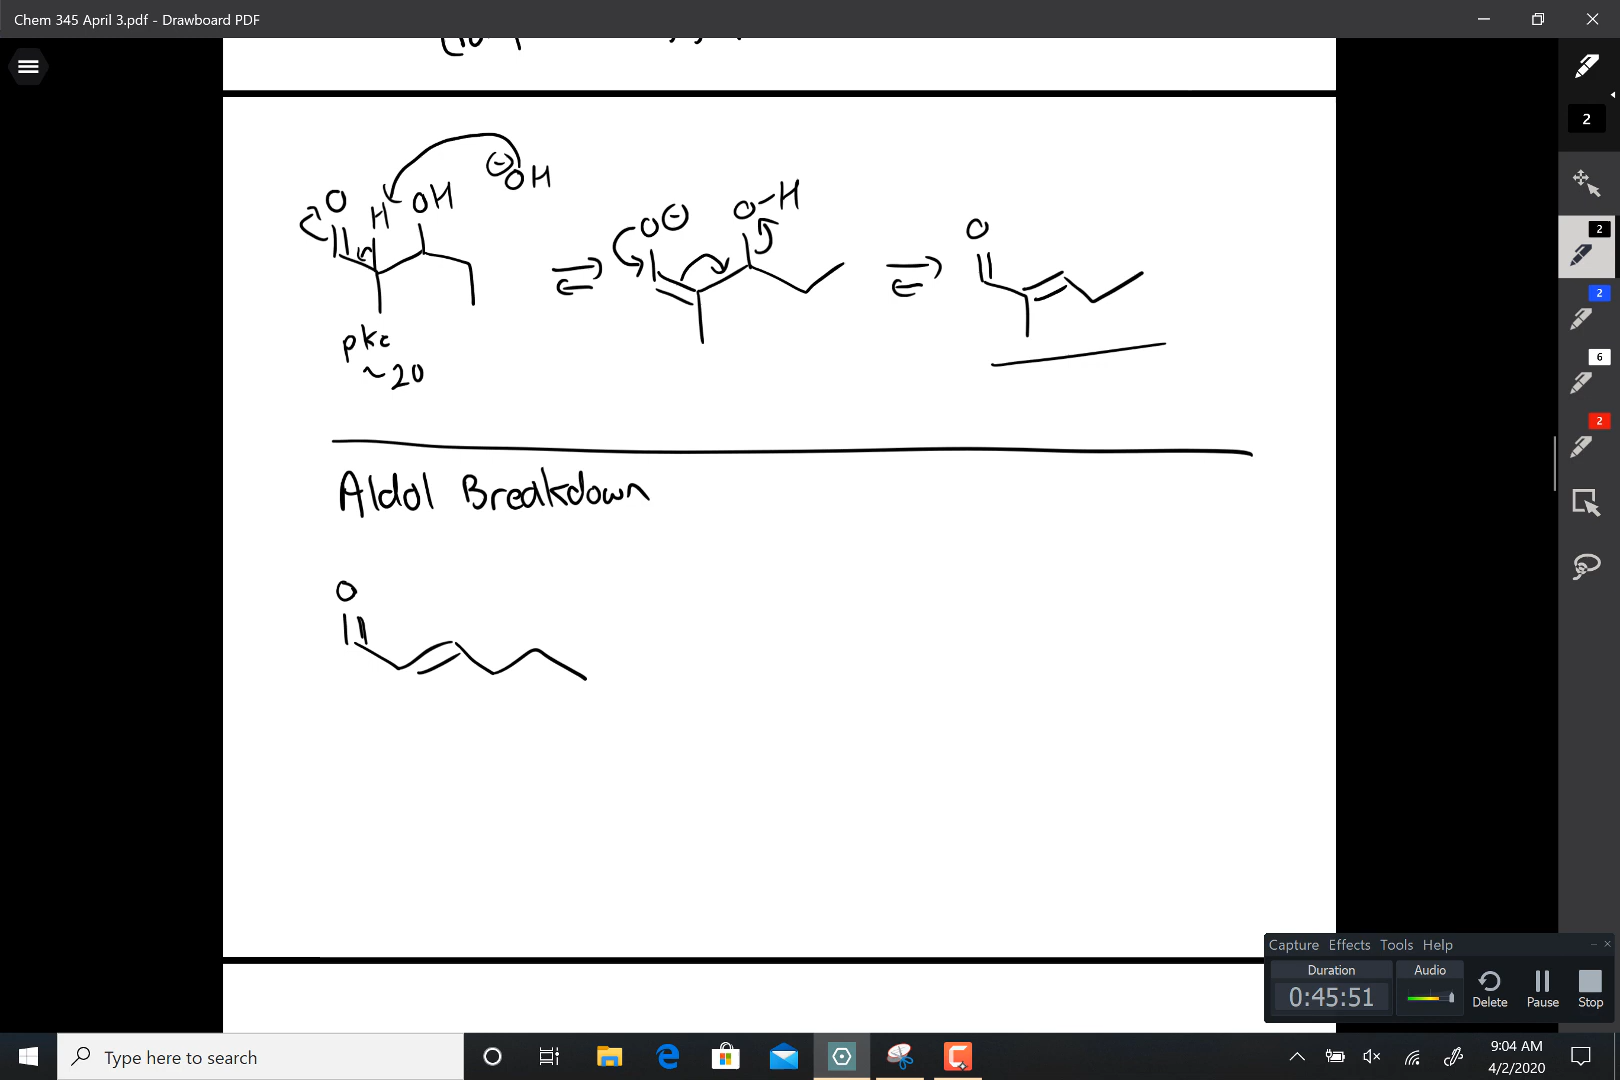 Chem 345 April 3.pdf - Drawboard PDF
2
2
2
6
2
⊖OH
O
H OH
O⊖
O-H
O
pka
~20
Aldol Breakdown
O
Capture Effects Tools Help
Duration
Audio
0:45:51
Delete
Pause
Stop
Type here to search
9:04 AM
4/2/2020